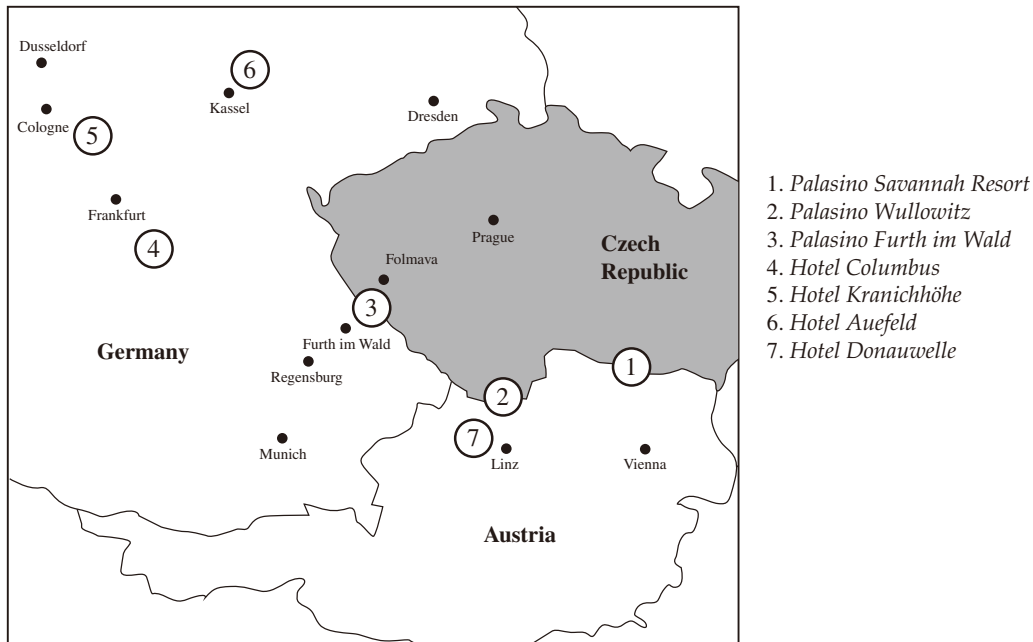 Dusseldorf
6
Kassel
Dresden
Cologne
5
Frankfurt
4
Prague
Czech
Republic
Folmava
3
Furth im Wald
Germany
Regensburg
1
2
7
Munich
Linz
Vienna
Austria
1. Palasino Savannah Resort
2. Palasino Wullowitz
3. Palasino Furth im Wald
4. Hotel Columbus
5. Hotel Kranichhöhe
6. Hotel Auefeld
7. Hotel Donauwelle